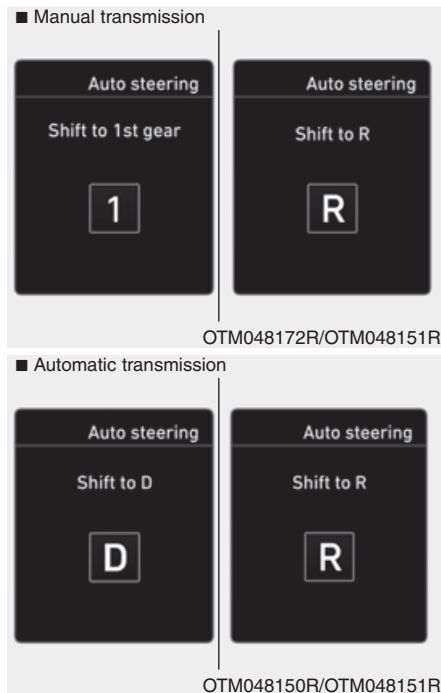 ■ Manual transmission
Auto steering
Shift to 1st gear
1
Auto steering
Shift to R
R
OTM048172R/OTM048151R
■ Automatic transmission
Auto steering
Shift to D
D
Auto steering
Shift to R
R
OTM048150R/OTM048151R